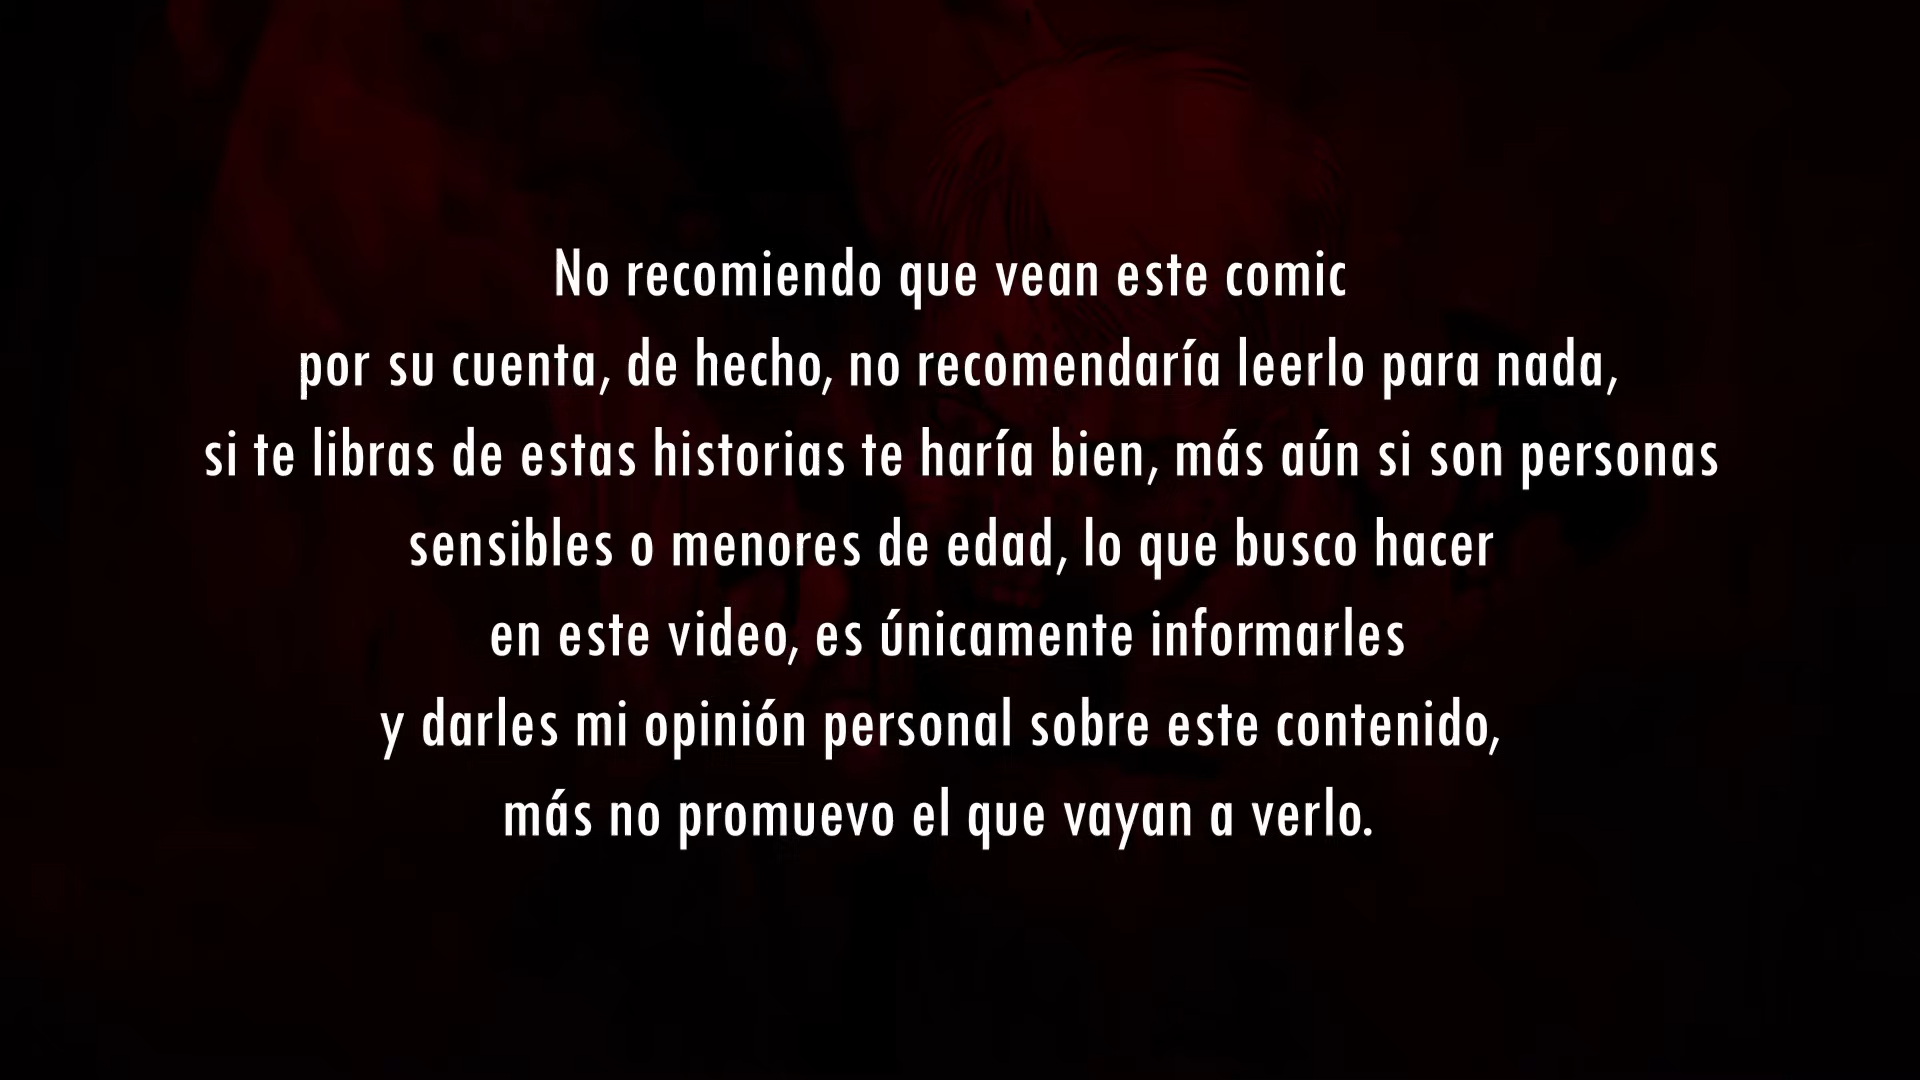 No recomiendo que vean este comic
por su cuenta, de hecho, no recomendaría leerlo para nada,
si te libras de estas historias te haría bien, más aún si son personas
sensibles o menores de edad, lo que busco hacer
en este video, es únicamente informarles
y darles mi opinión personal sobre este contenido,
más no promuevo el que vayan a verlo.